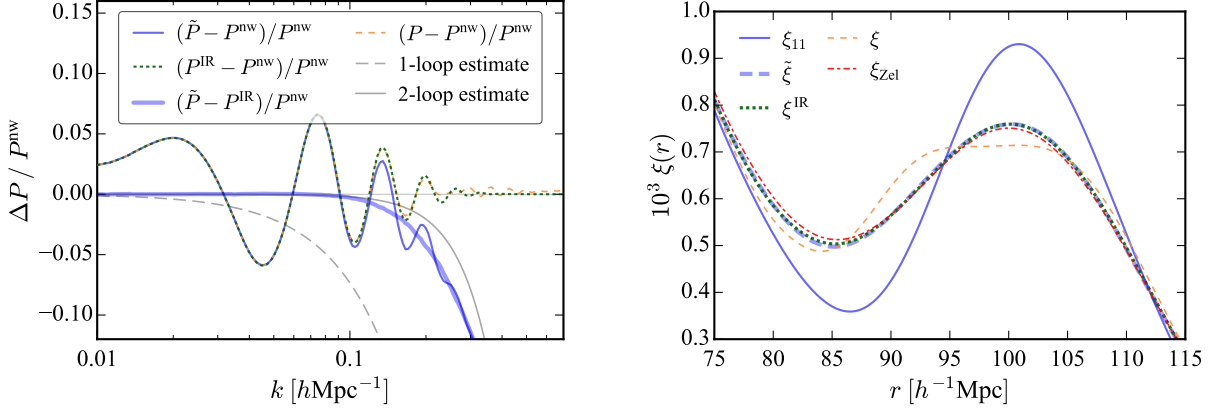 0.15
0.10
0.05
0.00
−0.05
−0.10
ΔP / P^nw
(P̃ − P^nw)/P^nw
(P^IR − P^nw)/P^nw
(P̃ − P^IR)/P^nw
(P − P^nw)/P^nw
1-loop estimate
2-loop estimate
0.01 0.1
k [hMpc⁻¹]
1.0
0.9
0.8
0.7
0.6
0.5
0.4
0.3
10³ ξ(r)
ξ₁₁
ξ̃
ξ^IR
ξ
ξ_Zel
75 80 85 90 95 100 105 110 115
r [h⁻¹Mpc]